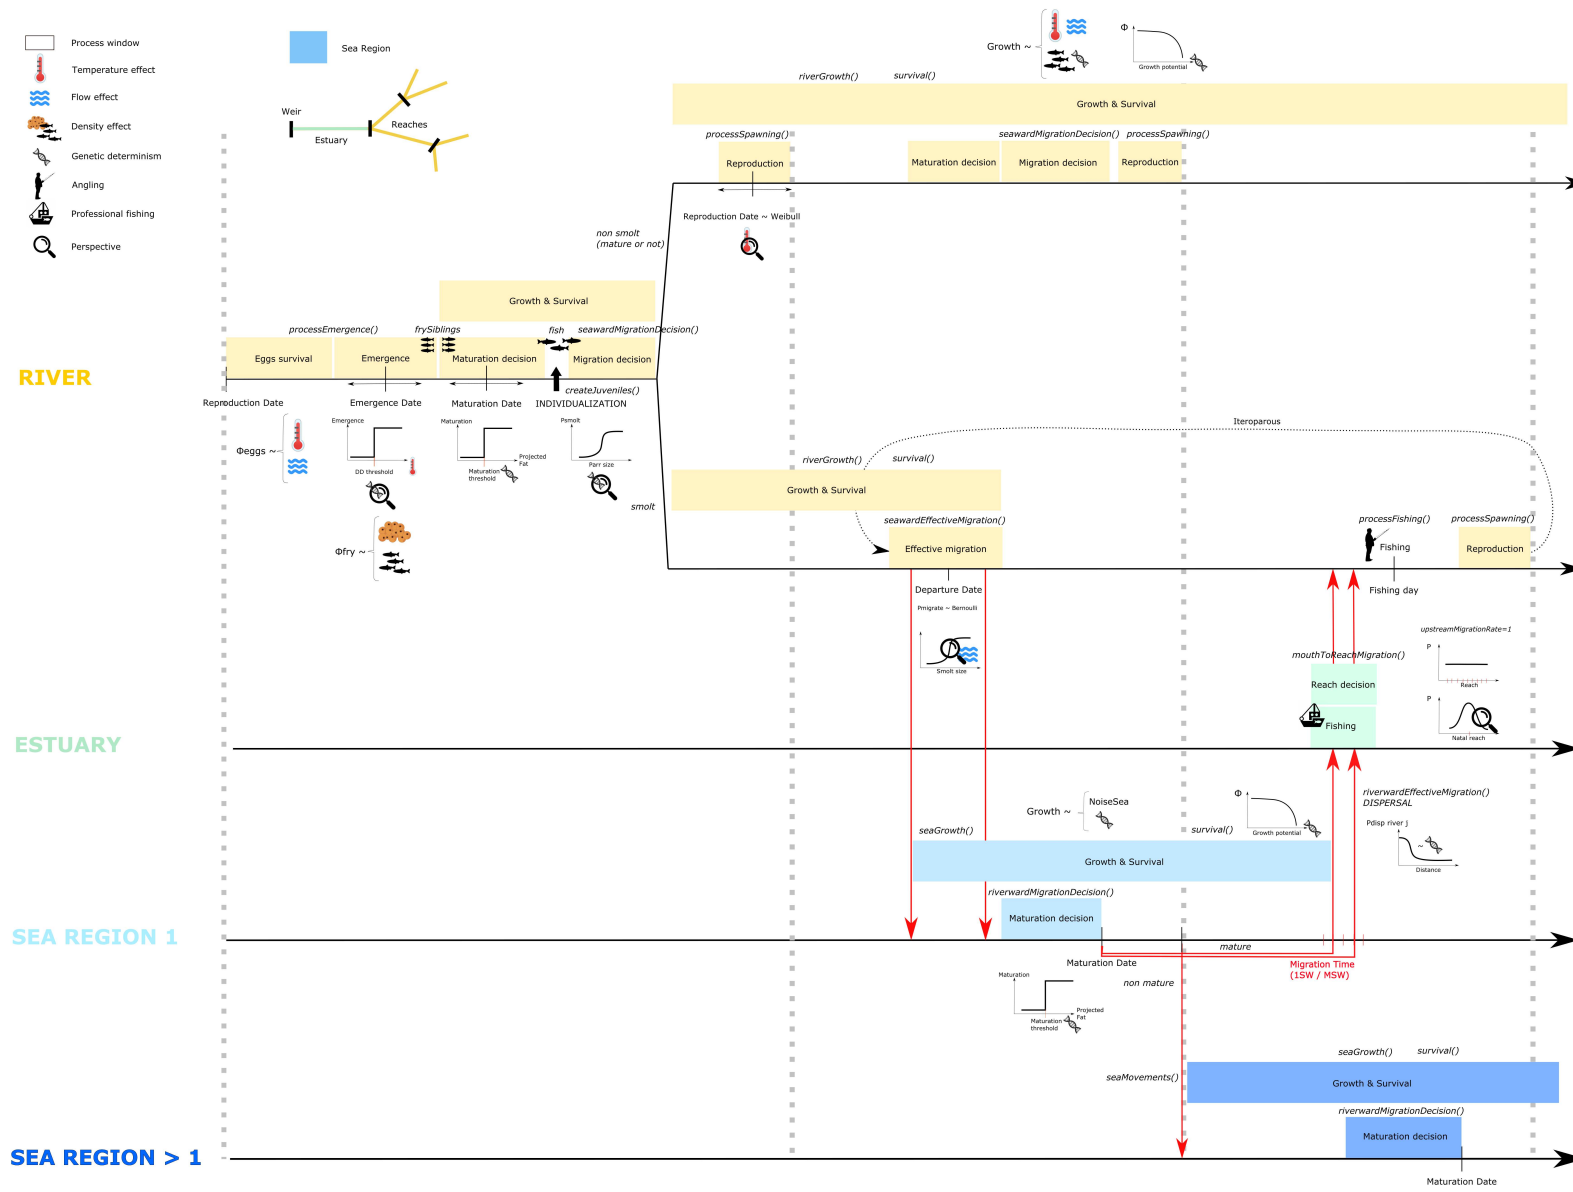 Process window
Temperature effect
Flow effect
Density effect
Genetic determinism
Angling
Professional fishing
Perspective
Sea Region
Weir
Estuary
Reaches
Growth ~
Φ
Growth potential
riverGrowth()
survival()
Growth & Survival
processSpawning()
seawardMigrationDecision()
processSpawning()
Reproduction
Maturation decision
Migration decision
Reproduction
Reproduction Date ~ Weibull
non smolt
(mature or not)
Growth & Survival
processEmergence()
frySiblings
fish
seawardMigrationDecision()
Eggs survival
Emergence
Maturation decision
Migration decision
RIVER
createJuveniles()
Reproduction Date
Emergence Date
Maturation Date
INDIVIDUALIZATION
Emergence
DD threshold
Maturation
Projected
Fat
Maturation
threshold
Psmolt
Parr size
Φeggs ~
Φfry ~
smolt
Iteroparous
riverGrowth()
survival()
Growth & Survival
seawardEffectiveMigration()
Effective migration
processFishing()
Fishing
processSpawning()
Reproduction
Departure Date
Fishing day
Pmigrate ~ Bernoulli
Smolt size
upstreamMigrationRate=1
P
Reach
mouthToReachMigration()
Reach decision
Fishing
P
Natal reach
ESTUARY
Growth ~
NoiseSea
Φ
Growth potential
riverwardEffectiveMigration()
DISPERSAL
Pdisp river j
~
Distance
seaGrowth()
survival()
Growth & Survival
riverwardMigrationDecision()
Maturation decision
SEA REGION 1
mature
Maturation Date
Migration Time
(1SW / MSW)
non mature
Maturation
Projected
Fat
Maturation
threshold
seaGrowth()
survival()
seaMovements()
Growth & Survival
riverwardMigrationDecision()
Maturation decision
SEA REGION > 1
Maturation Date